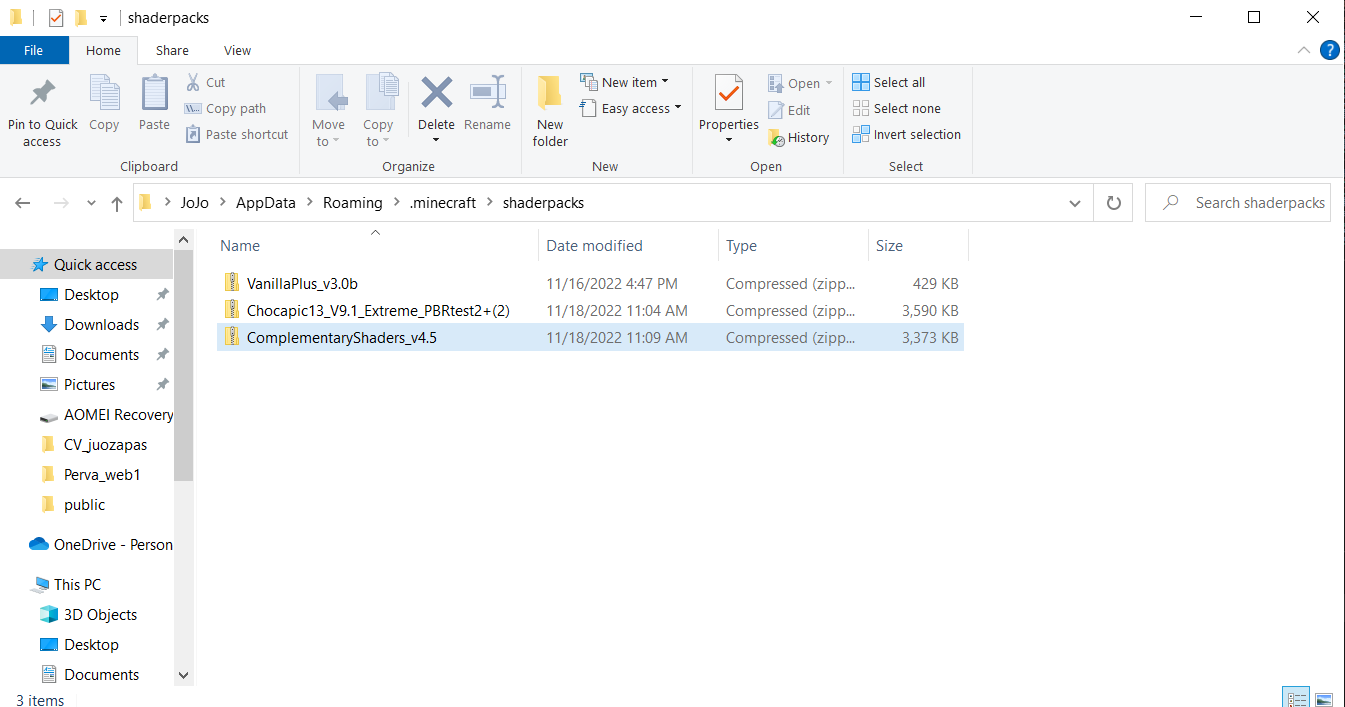 shaderpacks
File Home Share View
Pin to Quick access
Copy
Paste
Cut
Copy path
Paste shortcut
Clipboard
Move to
Copy to
Delete
Rename
Organize
New folder
New item
Easy access
New
Properties
Open
Edit
History
Open
Select all
Select none
Invert selection
Select
JoJo > AppData > Roaming > .minecraft > shaderpacks
Search shaderpacks
Quick access
Desktop
Downloads
Documents
Pictures
AOMEI Recovery
CV_juozapas
Perva_web1
public
OneDrive - Person
This PC
3D Objects
Desktop
Documents
Name Date modified Type Size
VanillaPlus_v3.0b 11/16/2022 4:47 PM Compressed (zipp... 429 KB
Chocapic13_V9.1_Extreme_PBRtest2+(2) 11/18/2022 11:04 AM Compressed (zipp... 3,590 KB
ComplementaryShaders_v4.5 11/18/2022 11:09 AM Compressed (zipp... 3,373 KB
3 items